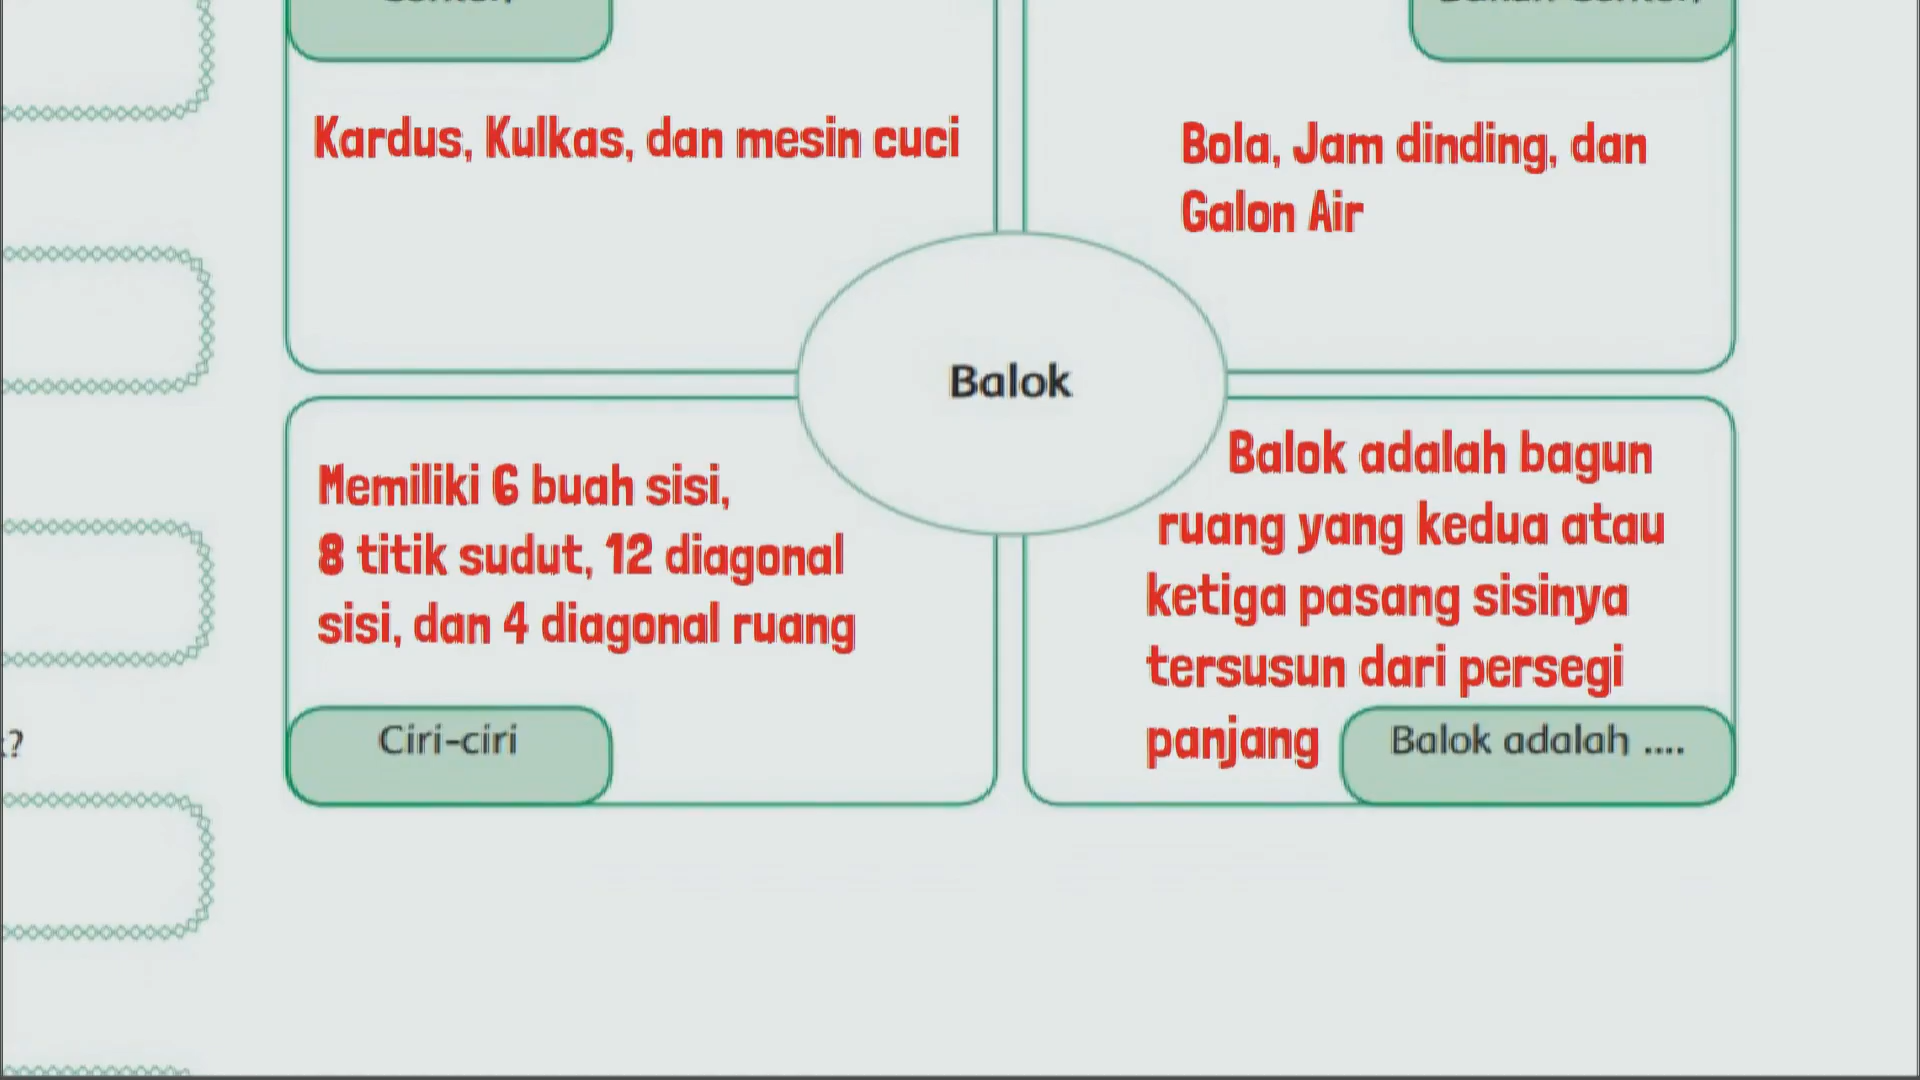 Kardus, Kulkas, dan mesin cuci
Bola, Jam dinding, dan
Galon Air
Balok
Memiliki 6 buah sisi,
8 titik sudut, 12 diagonal
sisi, dan 4 diagonal ruang
Ciri-ciri
Balok adalah bagun
ruang yang kedua atau
ketiga pasang sisinya
tersusun dari persegi
panjang
Balok adalah ....